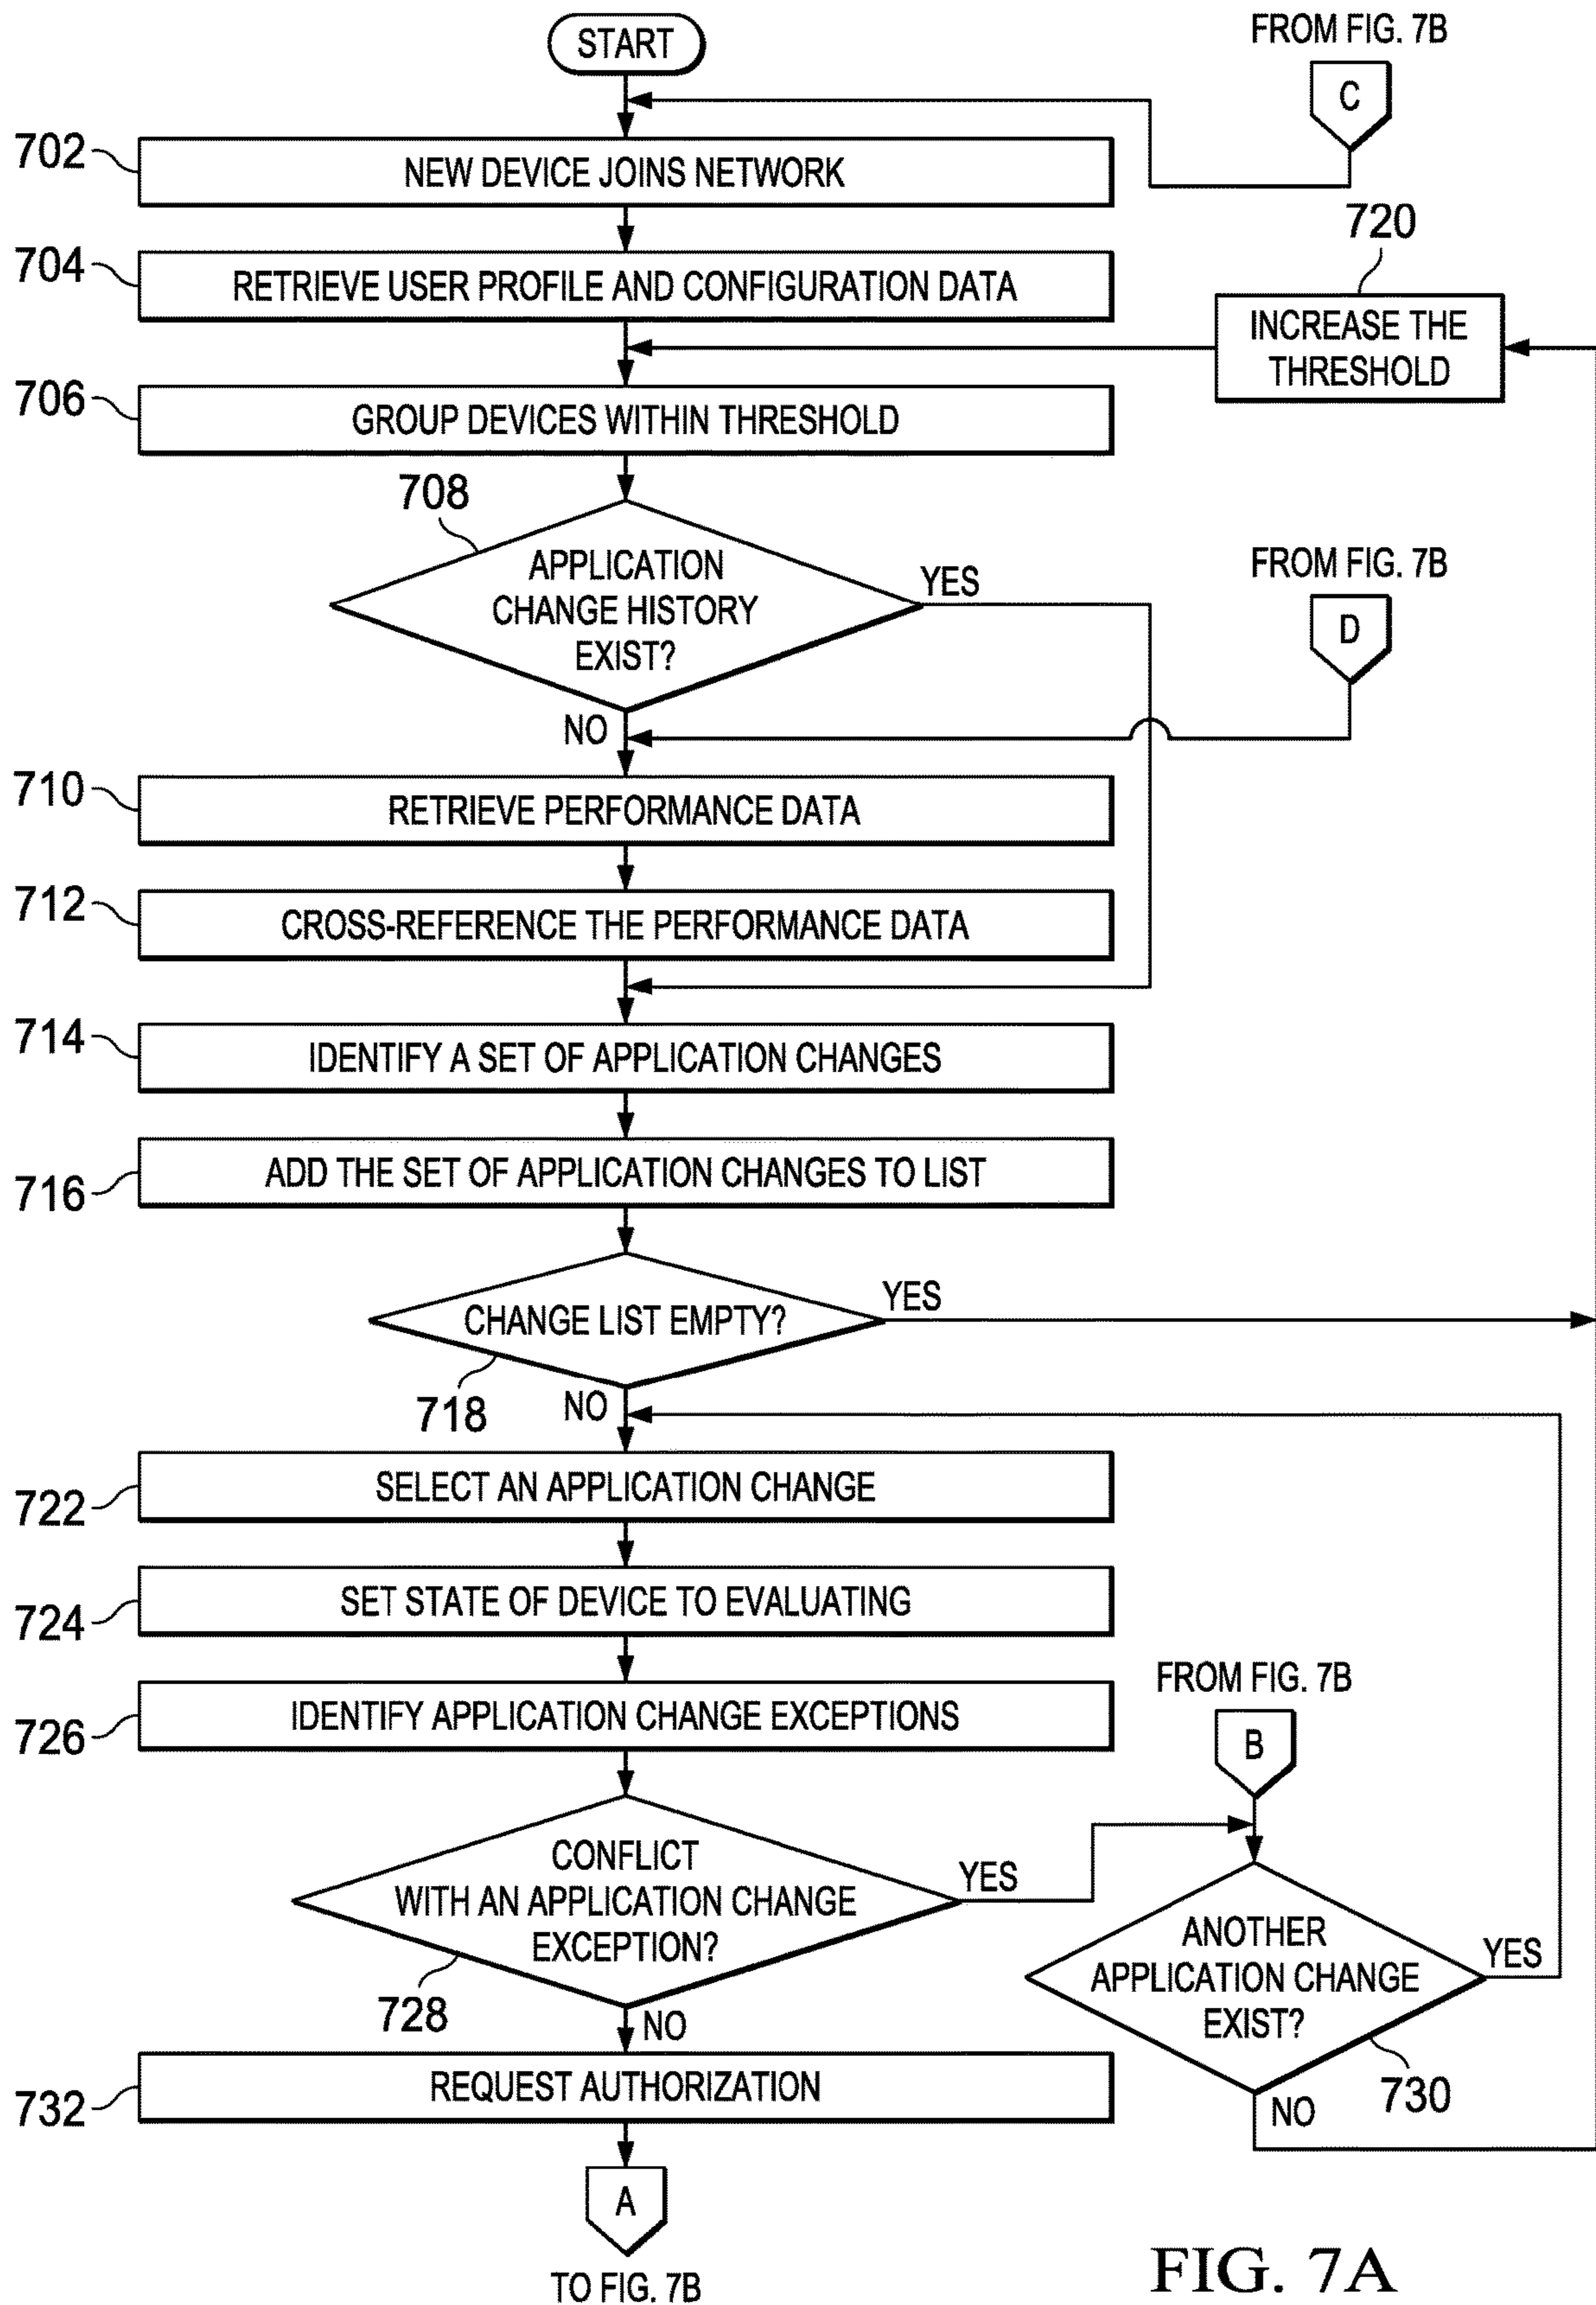 START
FROM FIG. 7B
C
702
NEW DEVICE JOINS NETWORK
704
RETRIEVE USER PROFILE AND CONFIGURATION DATA
720
INCREASE THE
THRESHOLD
706
GROUP DEVICES WITHIN THRESHOLD
708
APPLICATION
CHANGE HISTORY
EXIST?
YES
NO
FROM FIG. 7B
D
710
RETRIEVE PERFORMANCE DATA
712
CROSS-REFERENCE THE PERFORMANCE DATA
714
IDENTIFY A SET OF APPLICATION CHANGES
716
ADD THE SET OF APPLICATION CHANGES TO LIST
CHANGE LIST EMPTY?
YES
718
NO
722
SELECT AN APPLICATION CHANGE
724
SET STATE OF DEVICE TO EVALUATING
726
IDENTIFY APPLICATION CHANGE EXCEPTIONS
FROM FIG. 7B
B
CONFLICT
WITH AN APPLICATION CHANGE
EXCEPTION?
YES
728
NO
ANOTHER
APPLICATION CHANGE
EXIST?
YES
730
NO
732
REQUEST AUTHORIZATION
A
TO FIG. 7B
FIG. 7A